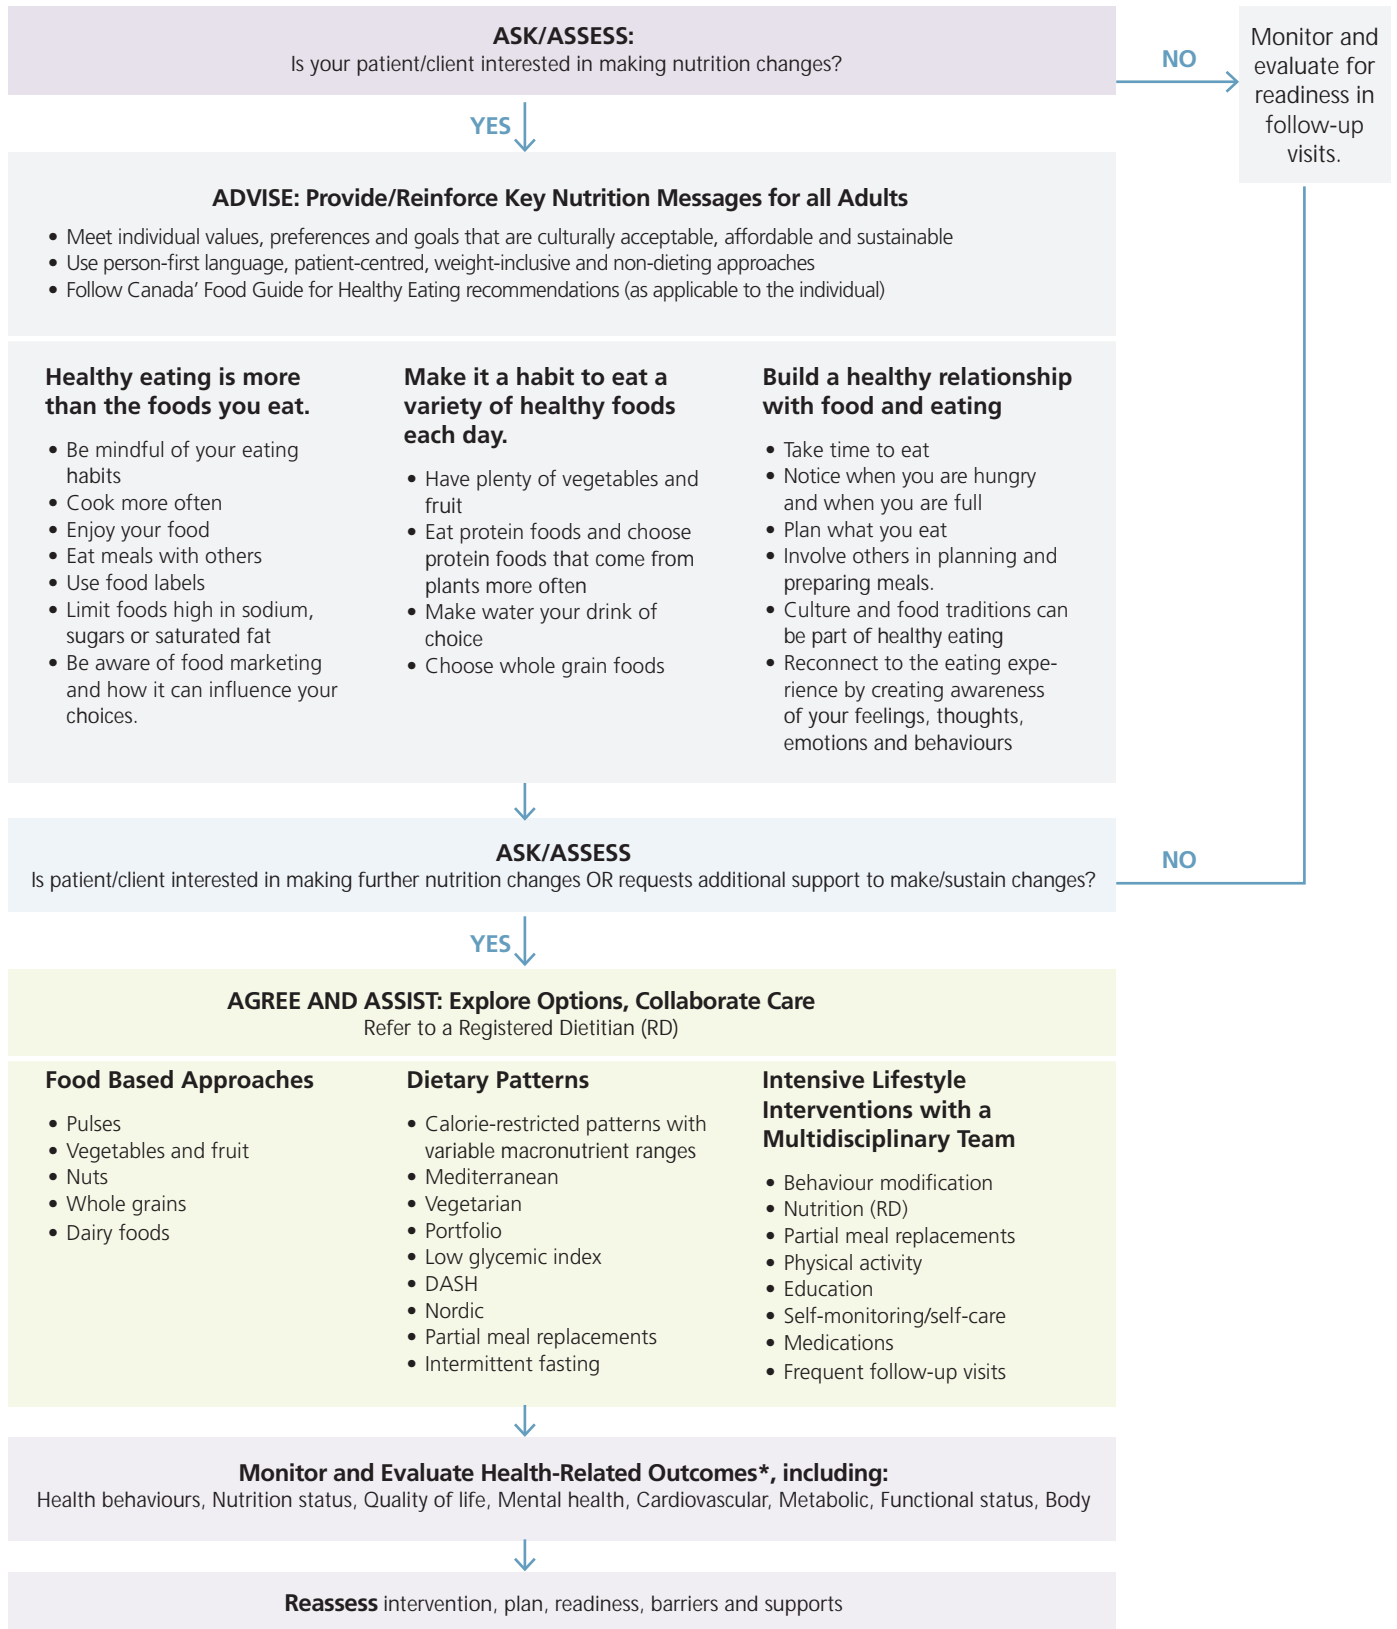 ASK/ASSESS:
Is your patient/client interested in making nutrition changes?
NO
Monitor and
evaluate for
readiness in
follow-up
visits.
YES
ADVISE: Provide/Reinforce Key Nutrition Messages for all Adults
• Meet individual values, preferences and goals that are culturally acceptable, affordable and sustainable
• Use person-first language, patient-centred, weight-inclusive and non-dieting approaches
• Follow Canada' Food Guide for Healthy Eating recommendations (as applicable to the individual)
Healthy eating is more
than the foods you eat.
• Be mindful of your eating
habits
• Cook more often
• Enjoy your food
• Eat meals with others
• Use food labels
• Limit foods high in sodium,
sugars or saturated fat
• Be aware of food marketing
and how it can influence your
choices.
Make it a habit to eat a
variety of healthy foods
each day.
• Have plenty of vegetables and
fruit
• Eat protein foods and choose
protein foods that come from
plants more often
• Make water your drink of
choice
• Choose whole grain foods
Build a healthy relationship
with food and eating
• Take time to eat
• Notice when you are hungry
and when you are full
• Plan what you eat
• Involve others in planning and
preparing meals.
• Culture and food traditions can
be part of healthy eating
• Reconnect to the eating expe-
rience by creating awareness
of your feelings, thoughts,
emotions and behaviours
ASK/ASSESS
Is patient/client interested in making further nutrition changes OR requests additional support to make/sustain changes?
NO
YES
AGREE AND ASSIST: Explore Options, Collaborate Care
Refer to a Registered Dietitian (RD)
Food Based Approaches
• Pulses
• Vegetables and fruit
• Nuts
• Whole grains
• Dairy foods
Dietary Patterns
• Calorie-restricted patterns with
variable macronutrient ranges
• Mediterranean
• Vegetarian
• Portfolio
• Low glycemic index
• DASH
• Nordic
• Partial meal replacements
• Intermittent fasting
Intensive Lifestyle
Interventions with a
Multidisciplinary Team
• Behaviour modification
• Nutrition (RD)
• Partial meal replacements
• Physical activity
• Education
• Self-monitoring/self-care
• Medications
• Frequent follow-up visits
Monitor and Evaluate Health-Related Outcomes*, including:
Health behaviours, Nutrition status, Quality of life, Mental health, Cardiovascular, Metabolic, Functional status, Body
Reassess intervention, plan, readiness, barriers and supports